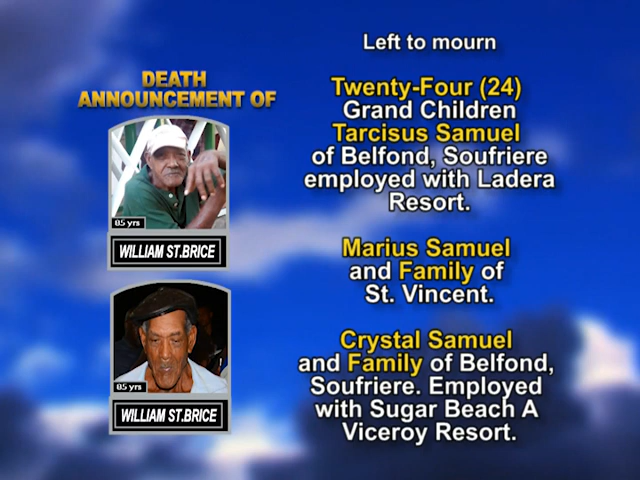 DEATH
ANNOUNCEMENT OF
85 yrs
WILLIAM ST.BRICE
85 yrs
WILLIAM ST.BRICE
Left to mourn
Twenty-Four (24)
Grand Children
Tarcisus Samuel
of Belfond, Soufriere
employed with Ladera
Resort.
Marius Samuel
and Family of
St. Vincent.
Crystal Samuel
and Family of Belfond,
Soufriere. Employed
with Sugar Beach A
Viceroy Resort.